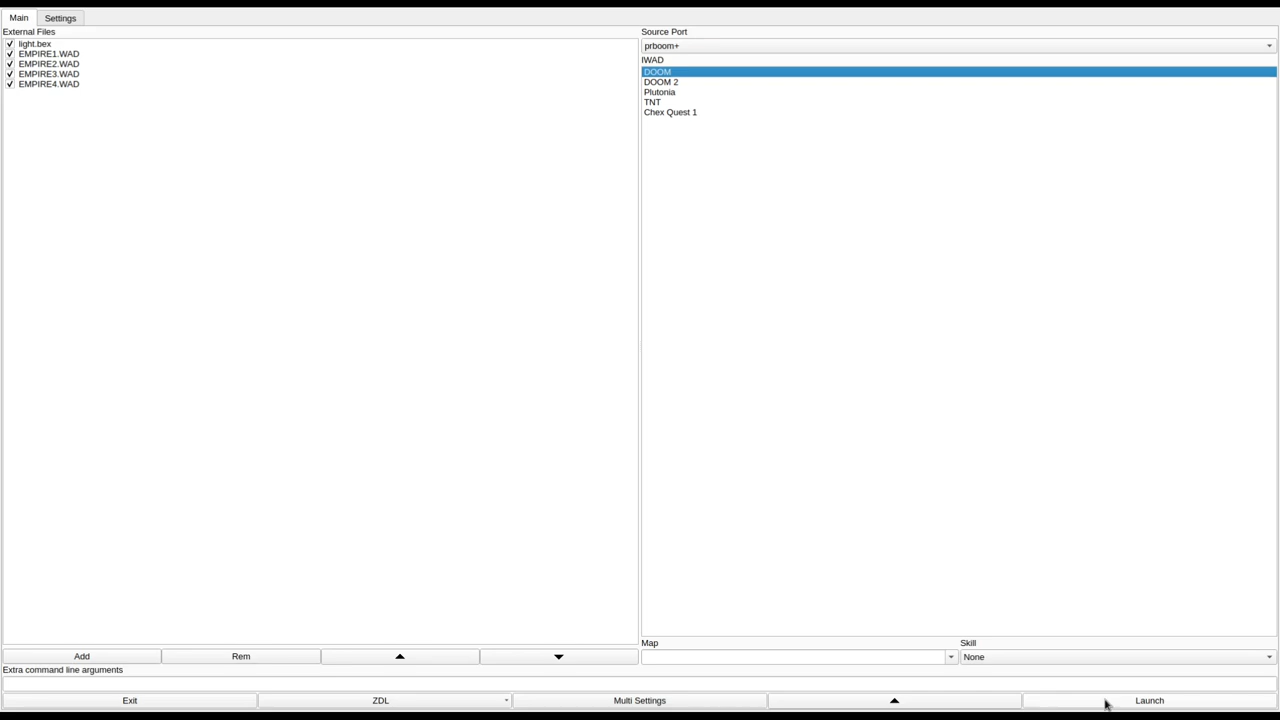 Main Settings
External Files
light.bex
EMPIRE1.WAD
EMPIRE2.WAD
EMPIRE3.WAD
EMPIRE4.WAD
Source Port
prboom+
IWAD
DOOM
DOOM 2
Plutonia
TNT
Chex Quest 1
Map Skill
None
Add Rem
Extra command line arguments
Exit ZDL Multi Settings Launch